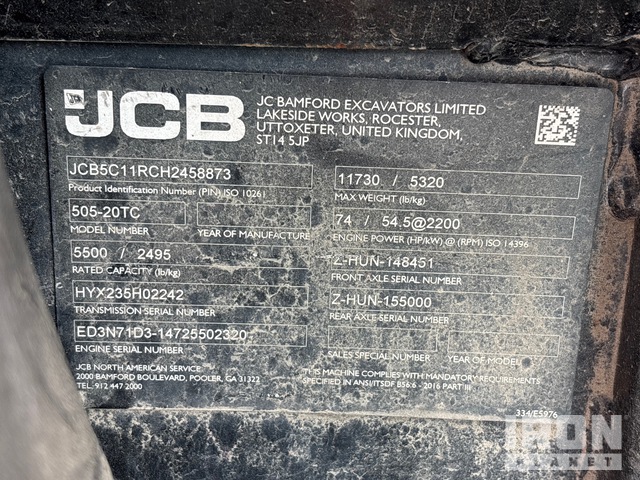 JCB
JC BAMFORD EXCAVATORS LIMITED
LAKESIDE WORKS, ROCESTER,
UTTOXETER, UNITED KINGDOM,
ST14 5JP
JCB5C11RCH2458873
Product Identification Number (PIN) ISO 10261
505-20TC
MODEL NUMBER
YEAR OF MANUFACTURE
5500 / 2495
RATED CAPACITY (lb/kg)
HYX235H02242
TRANSMISSION SERIAL NUMBER
ED3N71D3-14725502320
ENGINE SERIAL NUMBER
JCB NORTH AMERICAN SERVICE:
2000 BAMFORD BOULEVARD, POOLER, GA 31322
TEL: 912 447 2000
11730 / 5320
MAX WEIGHT (lb/kg)
74 / 54.5@2200
ENGINE POWER (HP/kW) @ (RPM) ISO 14396
Z-HUN-148451
FRONT AXLE SERIAL NUMBER
Z-HUN-155000
REAR AXLE SERIAL NUMBER
SALES SPECIAL NUMBER
YEAR OF MODEL
THIS MACHINE COMPLIES WITH MANDATORY REQUIREMENTS
SPECIFIED IN ANSI/ITSDF B56:6 - 2016 PART III
334/E5976
IRON
MARKET